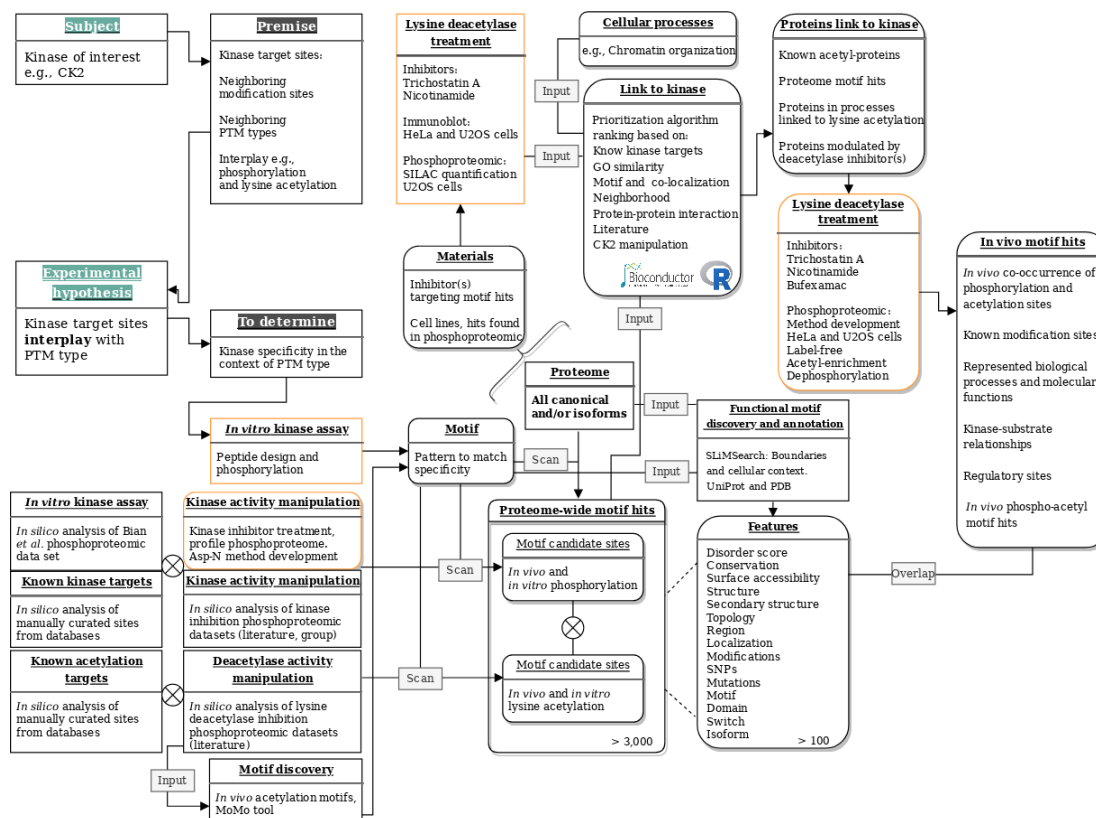 Subject
Kinase of interest
e.g., CK2
Premise
Kinase target sites:
Neighboring
modification sites
Neighboring
PTM types
Interplay e.g.,
phosphorylation
and lysine acetylation
Experimental
hypothesis
Kinase target sites
interplay with
PTM type
To determine
Kinase specificity in the
context of PTM type
Lysine deacetylase
treatment
Inhibitors:
Trichostatin A
Nicotinamide
Immunoblot:
HeLa and U2OS cells
Phosphoproteomic:
SILAC quantification
U2OS cells
Materials
Inhibitor(s)
targeting motif hits
Cell lines, hits found
in phosphoproteomic
Cellular processes
e.g., Chromatin organization
Input
Input
Link to kinase
Prioritization algorithm
ranking based on:
Know kinase targets
GO similarity
Motif and co-localization
Neighborhood
Protein-protein interaction
Literature
CK2 manipulation
Bioconductor
R
Input
Proteins link to kinase
Known acetyl-proteins
Proteome motif hits
Proteins in processes
linked to lysine acetylation
Proteins modulated by
deacetylase inhibitor(s)
Lysine deacetylase
treatment
Inhibitors:
Trichostatin A
Nicotinamide
Bufexamac
Phosphoproteomic:
Method development
HeLa and U2OS cells
Label-free
Acetyl-enrichment
Dephosphorylation
In vivo motif hits
In vivo co-occurrence of
phosphorylation and
acetylation sites
Known modification sites
Represented biological
processes and molecular
functions
Kinase-substrate
relationships
Regulatory sites
In vivo phospho-acetyl
motif hits
Proteome
All canonical
and/or isoforms
Input
Functional motif
discovery and annotation
SLiMSearch: Boundaries
and cellular context.
UniProt and PDB
In vitro kinase assay
Peptide design and
phosphorylation
Motif
Pattern to match
specificity
Scan
Input
In vitro kinase assay
In silico analysis of Bian
et al. phosphoproteomic
data set
Kinase activity manipulation
Kinase inhibitor treatment,
profile phosphoproteome.
Asp-N method development
Known kinase targets
In silico analysis of
manually curated sites
from databases
Kinase activity manipulation
In silico analysis of kinase
inhibition phosphoproteomic
datasets (literature, group)
Scan
Known acetylation
targets
In silico analysis of
manually curated sites
from databases
Deacetylase activity
manipulation
In silico analysis of lysine
deacetylase inhibition
phosphoproteomic datasets
(literature)
Scan
Input
Motif discovery
In vivo acetylation motifs,
MoMo tool
Proteome-wide motif hits
Motif candidate sites
In vivo and
in vitro phosphorylation
Motif candidate sites
In vivo and in vitro
lysine acetylation
> 3,000
Features
Disorder score
Conservation
Surface accessibility
Structure
Secondary structure
Topology
Region
Localization
Modifications
SNPs
Mutations
Motif
Domain
Switch
Isoform
> 100
Overlap